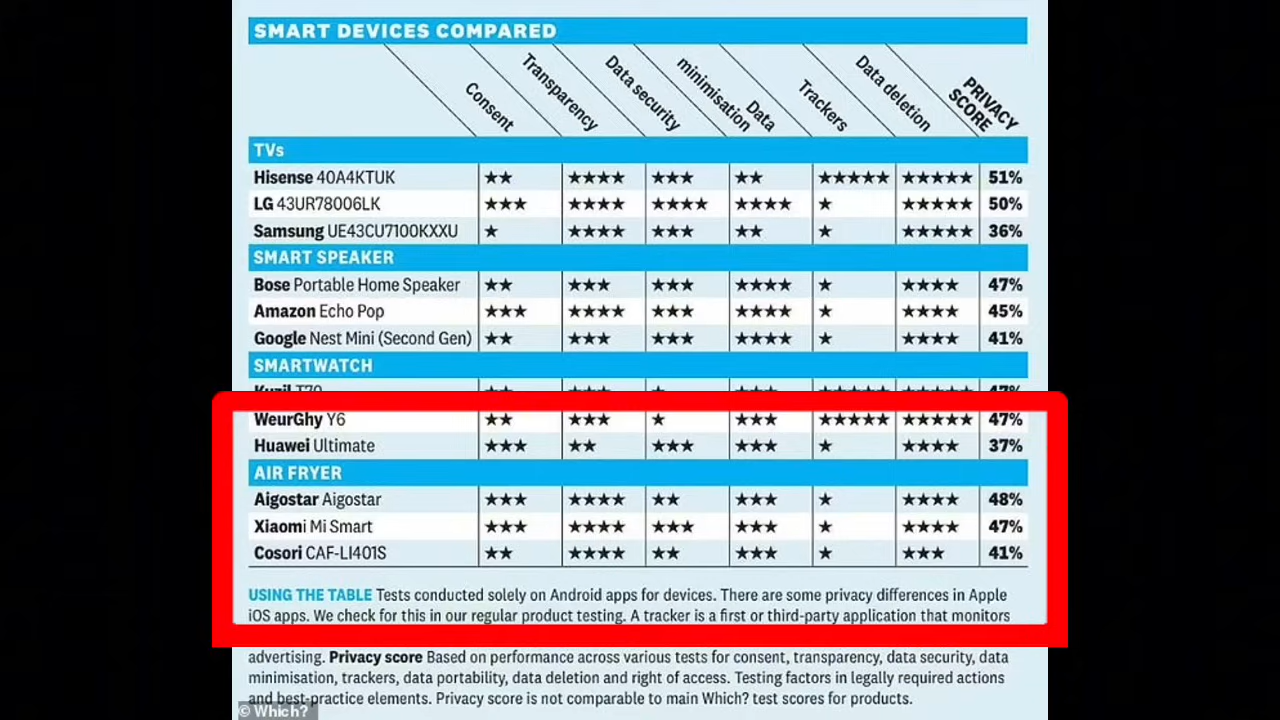 SMART DEVICES COMPARED
Consent Transparency Data security Data minimisation Trackers Data deletion PRIVACY SCORE
TVs
Hisense 40A4KTUK ★★ ★★★★ ★★★ ★★ ★★★★★ ★★★★★ 51%
LG 43UR78006LK ★★★ ★★★★ ★★★★ ★★★★ ★ ★★★★★ 50%
Samsung UE43CU7100KXXU ★ ★★★★ ★★★ ★★ ★ ★★★★★ 36%
SMART SPEAKER
Bose Portable Home Speaker ★★ ★★★ ★★★ ★★★★ ★ ★★★★ 47%
Amazon Echo Pop ★★★ ★★★★ ★★★ ★★★★ ★ ★★★★ 45%
Google Nest Mini (Second Gen) ★★ ★★★ ★★★ ★★★★ ★ ★★★★ 41%
SMARTWATCH
WeurGhy Y6 ★★ ★★★ ★ ★★★ ★★★★★ ★★★★★ 47%
Huawei Ultimate ★★★ ★★ ★★★ ★★★ ★ ★★★★ 37%
AIR FRYER
Aigostar Aigostar ★★★ ★★★★ ★★ ★★★ ★ ★★★★ 48%
Xiaomi Mi Smart ★★★ ★★★★ ★★★ ★★★ ★ ★★★★ 47%
Cosori CAF-LI401S ★★ ★★★★ ★★ ★★★ ★ ★★★ 41%
USING THE TABLE Tests conducted solely on Android apps for devices. There are some privacy differences in Apple
iOS apps. We check for this in our regular product testing. A tracker is a first or third-party application that monitors
advertising. Privacy score Based on performance across various tests for consent, transparency, data security, data
minimisation, trackers, data portability, data deletion and right of access. Testing factors in legally required actions
and best-practice elements. Privacy score is not comparable to main Which? test scores for products.
© Which?